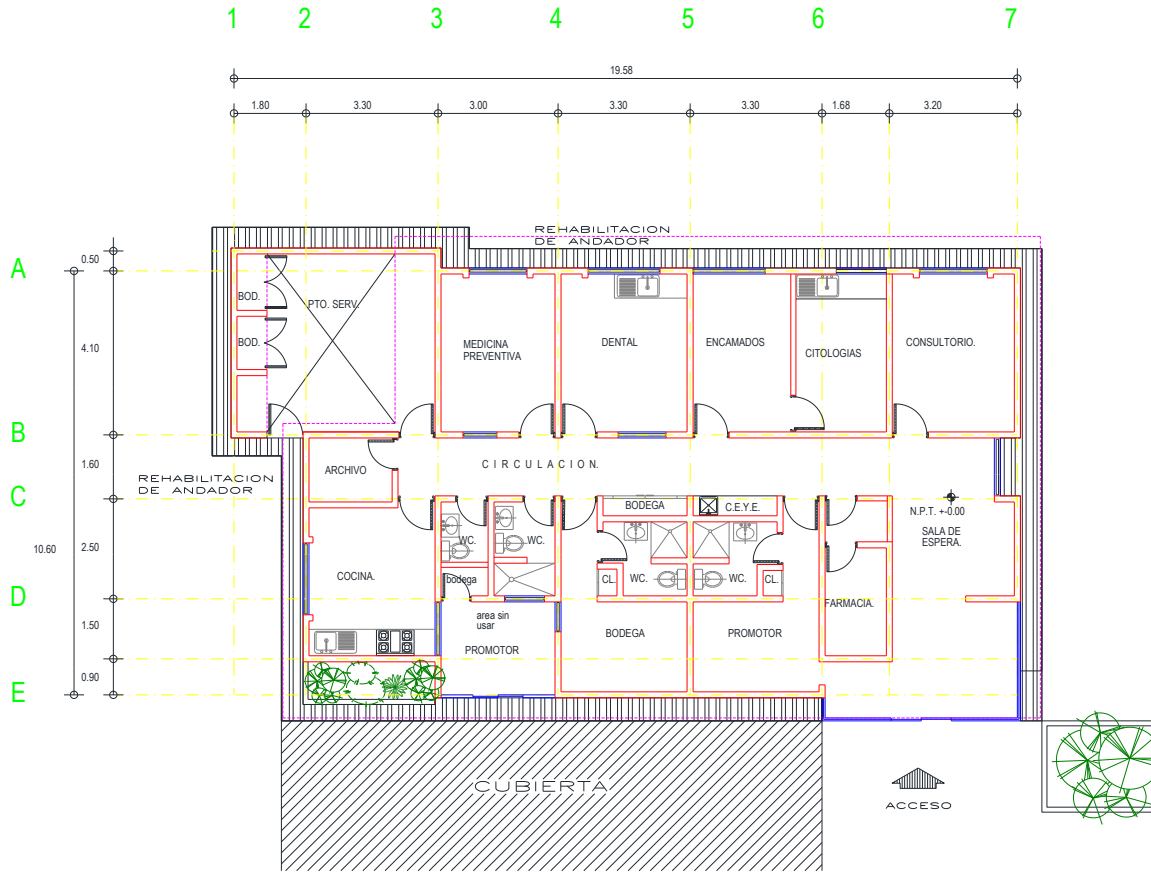 1 2 3 4 5 6 7
19.58
1.80 3.30 3.00 3.30 3.30 1.68 3.20
REHABILITACION
DE ANDADOR
A
0.50
BOD.
PTO. SERV.
BOD.
4.10
MEDICINA
PREVENTIVA
DENTAL
ENCAMADOS
CITOLOGIAS
CONSULTORIO.
B
1.60
REHABILITACION
DE ANDADOR
ARCHIVO
CIRCULACION.
C
BODEGA
C.E.Y.E.
N.P.T. +-0.00
SALA DE
ESPERA.
10.60
2.50
WC.
WC.
COCINA.
bodega
CL.
WC.
WC.
CL.
FARMACIA.
D
1.50
area sin
usar
PROMOTOR
BODEGA
PROMOTOR
0.90
E
CUBIERTA
ACCESO